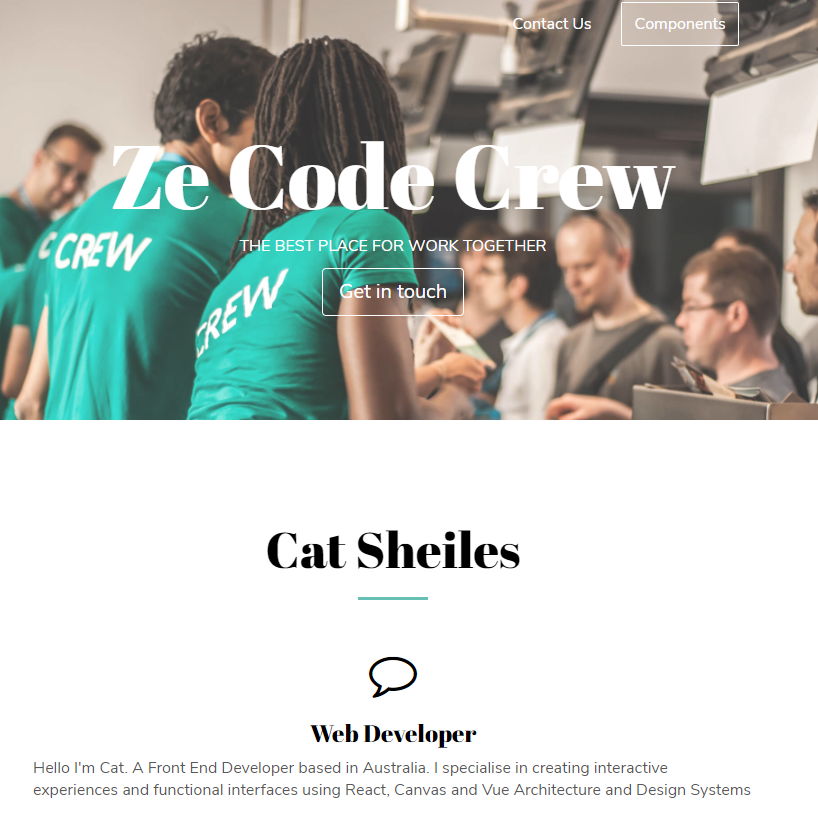 Contact Us
Components
Ze Code Crew
THE BEST PLACE FOR WORK TOGETHER
Get in touch
CREW
CREW
Cat Sheiles
Web Developer
Hello I'm Cat. A Front End Developer based in Australia. I specialise in creating interactive
experiences and functional interfaces using React, Canvas and Vue Architecture and Design Systems